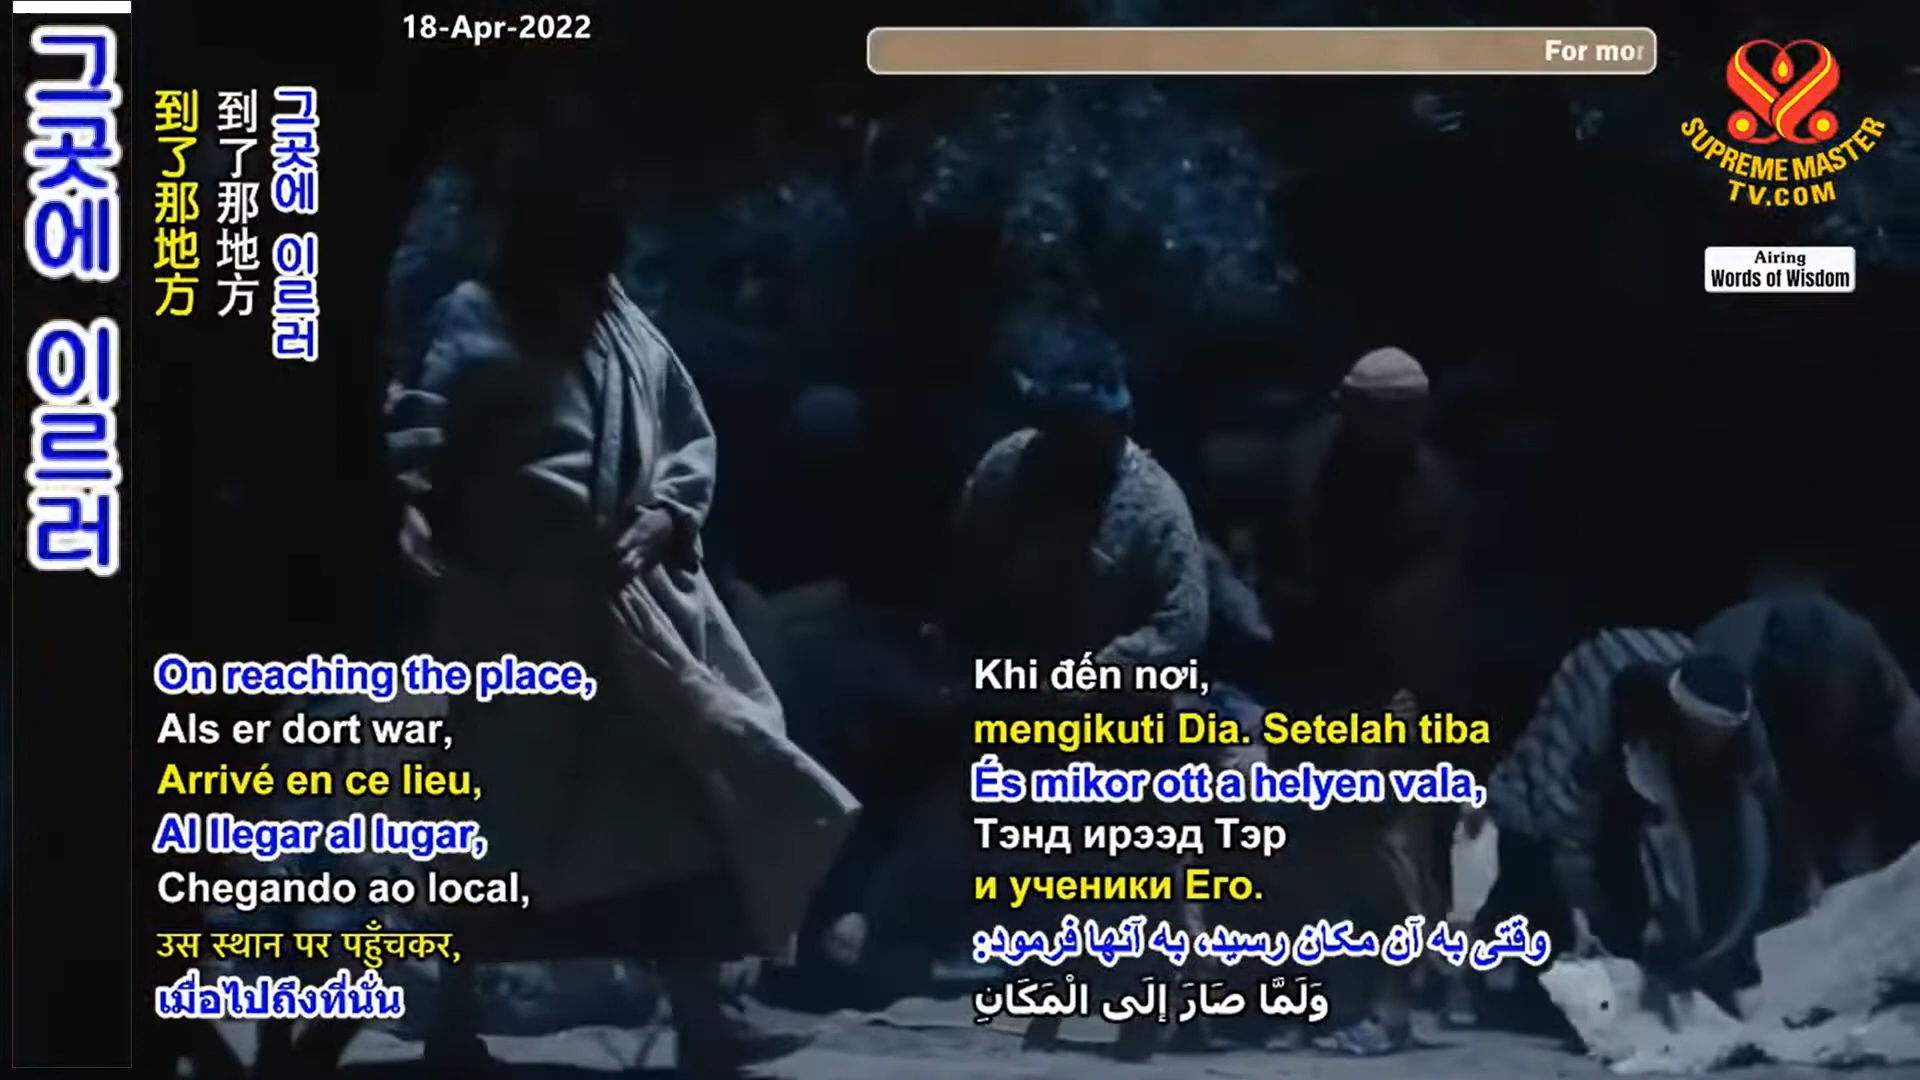 그곳에 이르러
18-Apr-2022
For mor
SUPREME MASTER
TV.COM
Airing
Words of Wisdom
到了那地方
到了那地方
그곳에 이르러
On reaching the place,
Als er dort war,
Arrivé en ce lieu,
Al llegar al lugar,
Chegando ao local,
उस स्थान पर पहुँचकर,
เมื่อไปถึงที่นั่น
Khi đến nơi,
mengikuti Dia. Setelah tiba
És mikor ott a helyen vala,
Тэнд ирээд Тэр
и ученики Его.
وقتی به آن مکان رسید، به آنها فرمود:
وَلَمَّا صَارَ إِلَى الْمَكَانِ